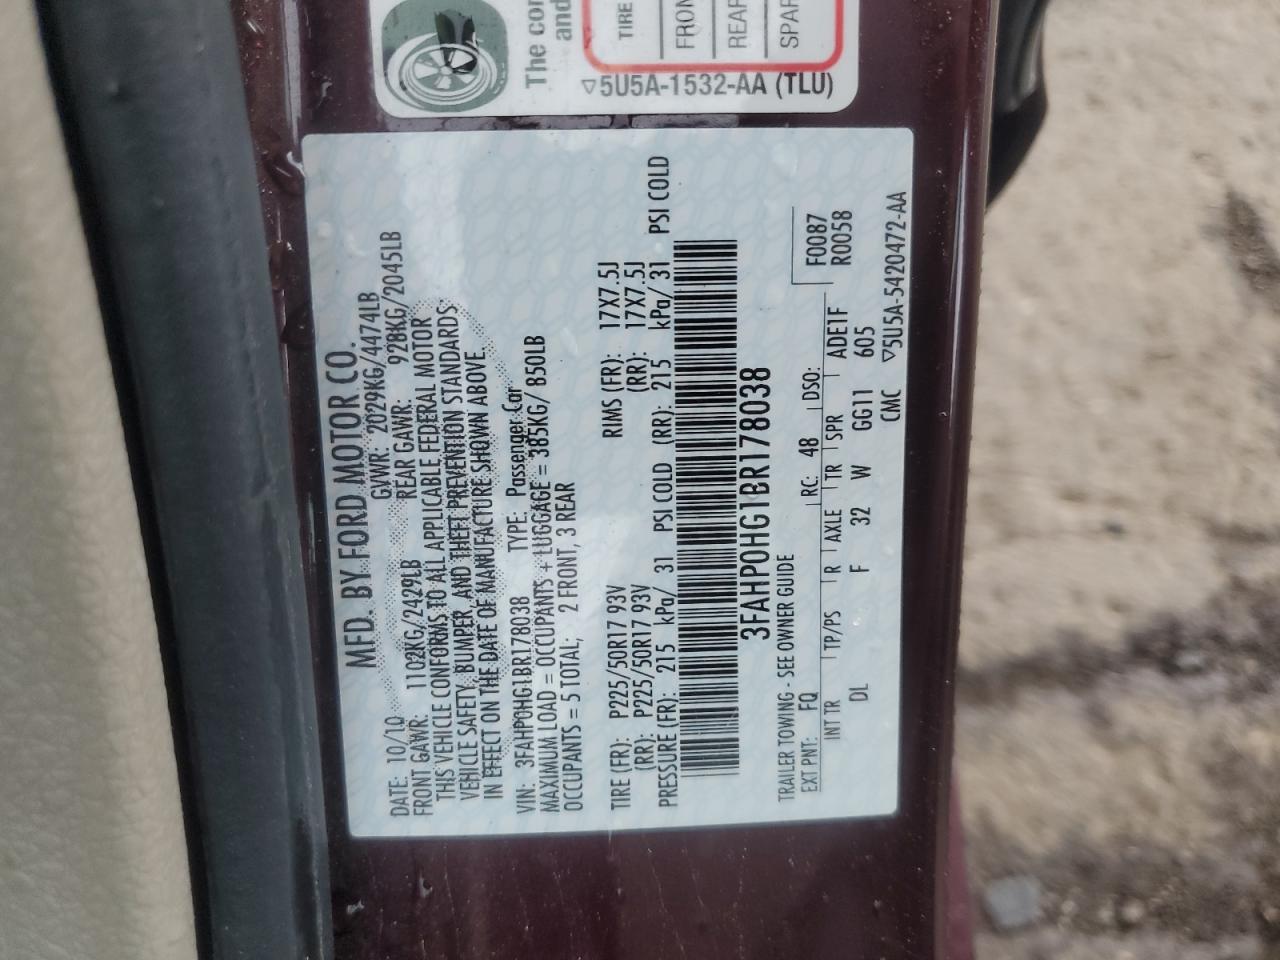 The cor
and
TIRE
FRON
REAR
SPAR
▽5U5A-1532-AA (TLU)
MFD. BY FORD MOTOR CO.
DATE: 10/10 GVWR: 2029KG/4474LB
FRONT GAWR: 1102KG/2429LB REAR GAWR: 928KG/2045LB
THIS VEHICLE CONFORMS TO ALL APPLICABLE FEDERAL MOTOR
VEHICLE SAFETY, BUMPER, AND THEFT PREVENTION STANDARDS
IN EFFECT ON THE DATE OF MANUFACTURE SHOWN ABOVE.
VIN: 3FAHP0HG1BR178038 TYPE: Passenger Car
MAXIMUM LOAD = OCCUPANTS + LUGGAGE = 385KG/ 850LB
OCCUPANTS = 5 TOTAL; 2 FRONT, 3 REAR
TIRE (FR): P225/50R17 93V RIMS (FR): 17X7.5J
(RR): P225/50R17 93V (RR): 17X7.5J
PRESSURE (FR): 215 kPa/ 31 PSI COLD (RR): 215 kPa/ 31 PSI COLD
3FAHP0HG1BR178038
TRAILER TOWING - SEE OWNER GUIDE
F0087
R0058
EXT PNT: FQ RC: 48 DSO:
INT TR TP/PS R AXLE TR SPR ADE1F
DL F 32 W GG11 605
CMC ▽5U5A-5420472-AA